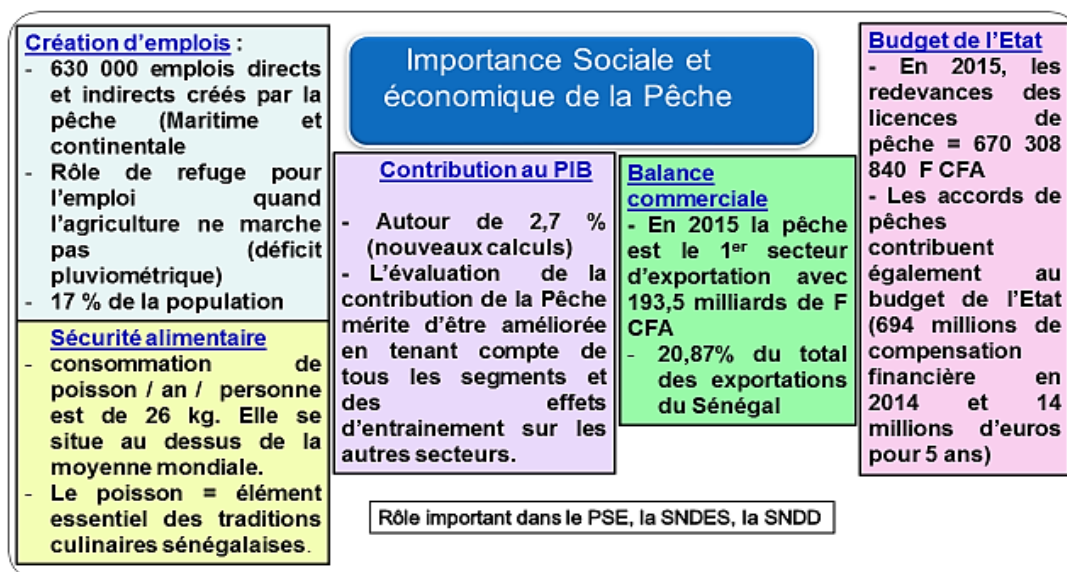 Importance Sociale et
économique de la Pêche
Création d'emplois :
- 630 000 emplois directs
et indirects créés par la
pêche (Maritime et
continentale
- Rôle de refuge pour
l'emploi quand
l'agriculture ne marche
pas (déficit
pluviométrique)
- 17 % de la population
Sécurité alimentaire
- consommation de
poisson / an / personne
est de 26 kg. Elle se
situe au dessus de la
moyenne mondiale.
- Le poisson = élément
essentiel des traditions
culinaires sénégalaises.
Contribution au PIB
- Autour de 2,7 %
(nouveaux calculs)
- L'évaluation de la
contribution de la Pêche
mérite d'être améliorée
en tenant compte de
tous les segments et
des effets
d'entrainement sur les
autres secteurs.
Balance
commerciale
- En 2015 la pêche
est le 1er secteur
d'exportation avec
193,5 milliards de F
CFA
- 20,87% du total
des exportations
du Sénégal
Budget de l'Etat
- En 2015, les
redevances des
licences de
pêche = 670 308
840 F CFA
- Les accords de
pêches
contribuent
également au
budget de l'Etat
(694 millions de
compensation
financière en
2014 et 14
millions d'euros
pour 5 ans)
Rôle important dans le PSE, la SNDES, la SNDD